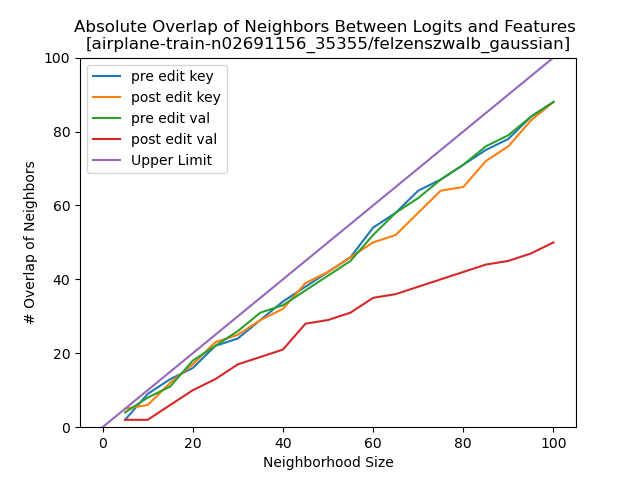 Absolute Overlap of Neighbors Between Logits and Features
[airplane-train-n02691156_35355/felzenszwalb_gaussian]
pre edit key
post edit key
pre edit val
post edit val
Upper Limit
# Overlap of Neighbors
100
80
60
40
20
0
0 20 40 60 80 100
Neighborhood Size